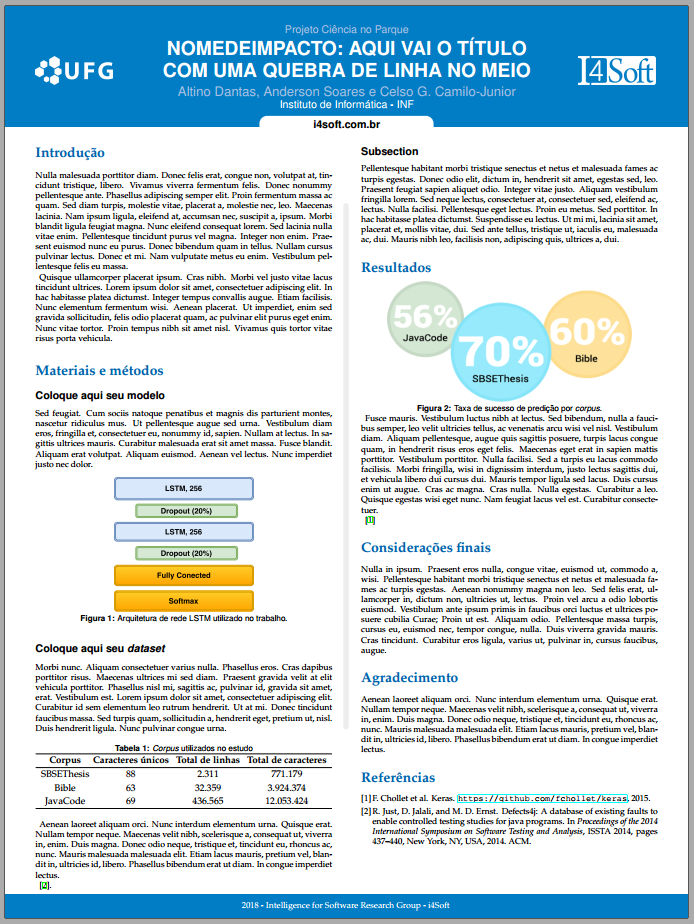 Projeto Ciência no Parque
NOMEDEIMPACTO: AQUI VAI O TÍTULO
COM UMA QUEBRA DE LINHA NO MEIO
Altino Dantas, Anderson Soares e Celso G. Camilo-Junior
Instituto de Informática - INF
UFG
I4Soft
i4soft.com.br
Introdução
Nulla malesuada porttitor diam. Donec felis erat, congue non, volutpat at, tin-
cidunt tristique, libero. Vivamus viverra fermentum felis. Donec nonummy
pellentesque ante. Phasellus adipiscing semper elit. Proin fermentum massa ac
quam. Sed diam turpis, molestie vitae, placerat a, molestie nec, leo. Maecenas
lacinia. Nam ipsum ligula, eleifend at, accumsan nec, suscipit a, ipsum. Morbi
blandit ligula feugiat magna. Nunc eleifend consequat lorem. Sed lacinia nulla
vitae enim. Pellentesque tincidunt purus vel magna. Integer non enim. Prae-
sent euismod nunc eu purus. Donec bibendum quam in tellus. Nullam cursus
pulvinar lectus. Donec et mi. Nam vulputate metus eu enim. Vestibulum pel-
lentesque felis eu massa.
Quisque ullamcorper placerat ipsum. Cras nibh. Morbi vel justo vitae lacus
tincidunt ultrices. Lorem ipsum dolor sit amet, consectetuer adipiscing elit. In
hac habitasse platea dictumst. Integer tempus convallis augue. Etiam facilisis.
Nunc elementum fermentum wisi. Aenean placerat. Ut imperdiet, enim sed
gravida sollicitudin, felis odio placerat quam, ac pulvinar elit purus eget enim.
Nunc vitae tortor. Proin tempus nibh sit amet nisl. Vivamus quis tortor vitae
risus porta vehicula.
Materiais e métodos
Coloque aqui seu modelo
Sed feugiat. Cum sociis natoque penatibus et magnis dis parturient montes,
nascetur ridiculus mus. Ut pellentesque augue sed urna. Vestibulum diam
eros, fringilla et, consectetuer eu, nonummy id, sapien. Nullam at lectus. In sa-
gittis ultrices mauris. Curabitur malesuada erat sit amet massa. Fusce blandit.
Aliquam erat volutpat. Aliquam euismod. Aenean vel lectus. Nunc imperdiet
justo nec dolor.
LSTM, 256
Dropout (20%)
LSTM, 256
Dropout (20%)
Fully Conected
Softmax
Figura 1: Arquitetura de rede LSTM utilizado no trabalho.
Coloque aqui seu dataset
Morbi nunc. Aliquam consectetuer varius nulla. Phasellus eros. Cras dapibus
porttitor risus. Maecenas ultrices mi sed diam. Praesent gravida velit at elit
vehicula porttitor. Phasellus nisl mi, sagittis ac, pulvinar id, gravida sit amet,
erat. Vestibulum est. Lorem ipsum dolor sit amet, consectetuer adipiscing elit.
Curabitur id sem elementum leo rutrum hendrerit. Ut at mi. Donec tincidunt
faucibus massa. Sed turpis quam, sollicitudin a, hendrerit eget, pretium ut, nisl.
Duis hendrerit ligula. Nunc pulvinar congue urna.
Tabela 1: Corpus utilizados no estudo
Corpus Caracteres únicos Total de linhas Total de caracteres
SBSEThesis 88 2.311 771.179
Bible 63 32.359 3.924.374
JavaCode 69 436.565 12.053.424
Aenean laoreet aliquam orci. Nunc interdum elementum urna. Quisque erat.
Nullam tempor neque. Maecenas velit nibh, scelerisque a, consequat ut, viverra
in, enim. Duis magna. Donec odio neque, tristique et, tincidunt eu, rhoncus ac,
nunc. Mauris malesuada malesuada elit. Etiam lacus mauris, pretium vel, blan-
dit in, ultricies id, libero. Phasellus bibendum erat ut diam. In congue imperdiet
lectus.
[2].
Subsection
Pellentesque habitant morbi tristique senectus et netus et malesuada fames ac
turpis egestas. Donec odio elit, dictum in, hendrerit sit amet, egestas sed, leo.
Praesent feugiat sapien aliquet odio. Integer vitae justo. Aliquam vestibulum
fringilla lorem. Sed neque lectus, consectetuer at, consectetuer sed, eleifend ac,
lectus. Nulla facilisi. Pellentesque eget lectus. Proin eu metus. Sed porttitor. In
hac habitasse platea dictumst. Suspendisse eu lectus. Ut mi mi, lacinia sit amet,
placerat et, mollis vitae, dui. Sed ante tellus, tristique ut, iaculis eu, malesuada
ac, dui. Mauris nibh leo, facilisis non, adipiscing quis, ultrices a, dui.
Resultados
56%
JavaCode
70%
SBSEThesis
60%
Bible
Figura 2: Taxa de sucesso de predição por corpus.
Fusce mauris. Vestibulum luctus nibh at lectus. Sed bibendum, nulla a fauci-
bus semper, leo velit ultricies tellus, ac venenatis arcu wisi vel nisl. Vestibulum
diam. Aliquam pellentesque, augue quis sagittis posuere, turpis lacus congue
quam, in hendrerit risus eros eget felis. Maecenas eget erat in sapien mattis
porttitor. Vestibulum porttitor. Nulla facilisi. Sed a turpis eu lacus commodo
facilisis. Morbi fringilla, wisi in dignissim interdum, justo lectus sagittis dui,
et vehicula libero dui cursus dui. Mauris tempor ligula sed lacus. Duis cursus
enim ut augue. Cras ac magna. Cras nulla. Nulla egestas. Curabitur a leo.
Quisque egestas wisi eget nunc. Nam feugiat lacus vel est. Curabitur consecte-
tuer.
[1]
Considerações finais
Nulla in ipsum. Praesent eros nulla, congue vitae, euismod ut, commodo a,
wisi. Pellentesque habitant morbi tristique senectus et netus et malesuada fa-
mes ac turpis egestas. Aenean nonummy magna non leo. Sed felis erat, ul-
lamcorper in, dictum non, ultricies ut, lectus. Proin vel arcu a odio lobortis
euismod. Vestibulum ante ipsum primis in faucibus orci luctus et ultrices po-
suere cubilia Curae; Proin ut est. Aliquam odio. Pellentesque massa turpis,
cursus eu, euismod nec, tempor congue, nulla. Duis viverra gravida mauris.
Cras tincidunt. Curabitur eros ligula, varius ut, pulvinar in, cursus faucibus,
augue.
Agradecimento
Aenean laoreet aliquam orci. Nunc interdum elementum urna. Quisque erat.
Nullam tempor neque. Maecenas velit nibh, scelerisque a, consequat ut, viverra
in, enim. Duis magna. Donec odio neque, tristique et, tincidunt eu, rhoncus ac,
nunc. Mauris malesuada malesuada elit. Etiam lacus mauris, pretium vel, blan-
dit in, ultricies id, libero. Phasellus bibendum erat ut diam. In congue imperdiet
lectus.
Referências
[1] F. Chollet et al. Keras. https://github.com/fchollet/keras, 2015.
[2] R. Just, D. Jalali, and M. D. Ernst. Defects4j: A database of existing faults to
enable controlled testing studies for java programs. In Proceedings of the 2014
International Symposium on Software Testing and Analysis, ISSTA 2014, pages
437–440, New York, NY, USA, 2014. ACM.
2018 - Intelligence for Software Research Group - i4Soft